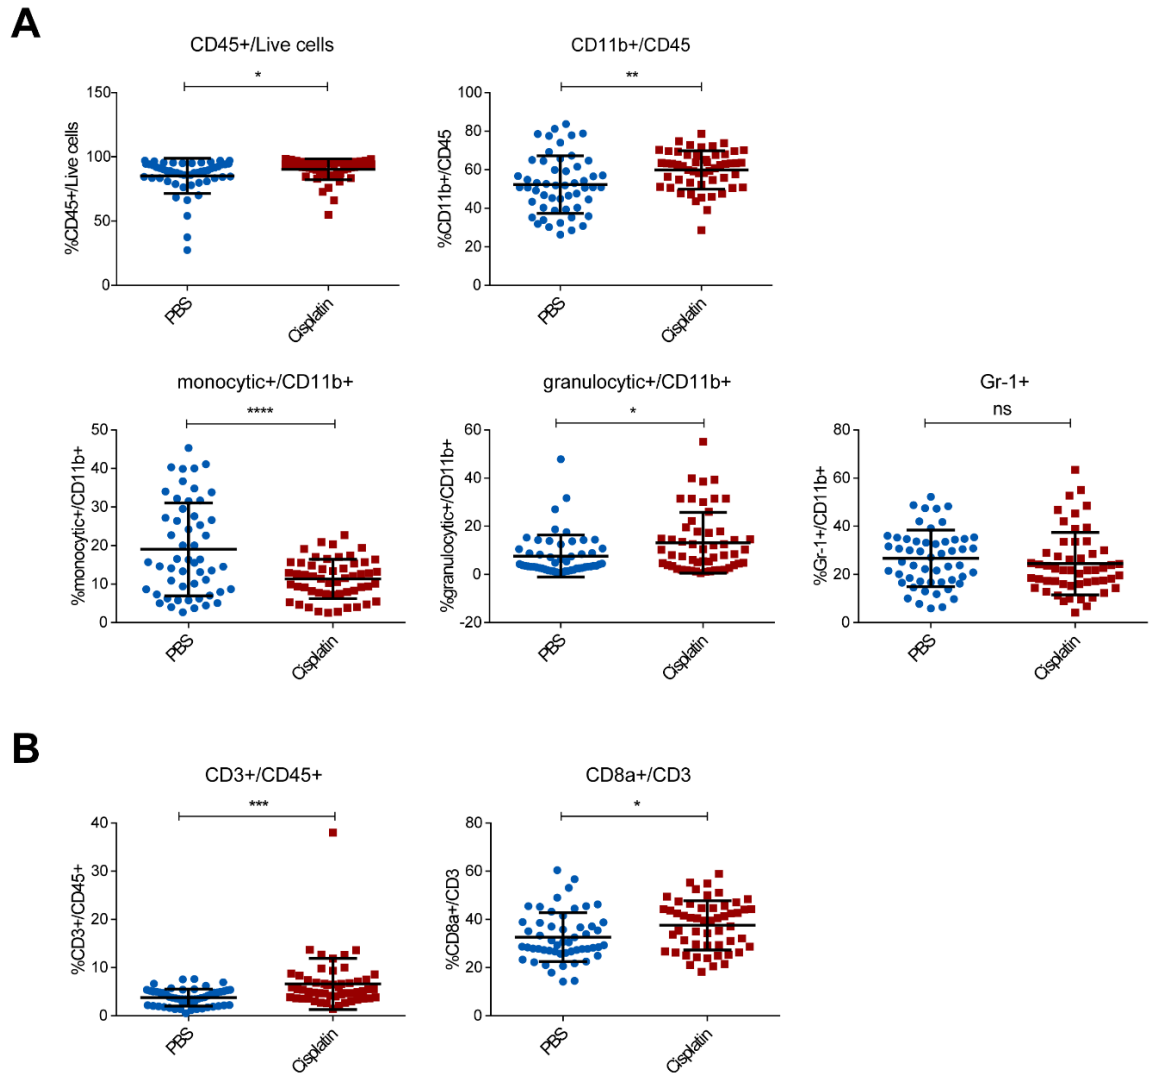 A
CD45+/Live cells
*
%CD45+/Live cells
150
100
50
0
PBS
Cisplatin
CD11b+/CD45
**
%CD11b+/CD45
100
80
60
40
20
0
PBS
Cisplatin
monocytic+/CD11b+
****
%monocytic+/CD11b+
50
40
30
20
10
0
PBS
Cisplatin
granulocytic+/CD11b+
*
%granulocytic+/CD11b+
60
40
20
0
-20
PBS
Cisplatin
Gr-1+
ns
%Gr-1+/CD11b+
80
60
40
20
0
PBS
Cisplatin
B
CD3+/CD45+
***
%CD3+/CD45+
40
30
20
10
0
PBS
Cisplatin
CD8a+/CD3
*
%CD8a+/CD3
80
60
40
20
0
PBS
Cisplatin